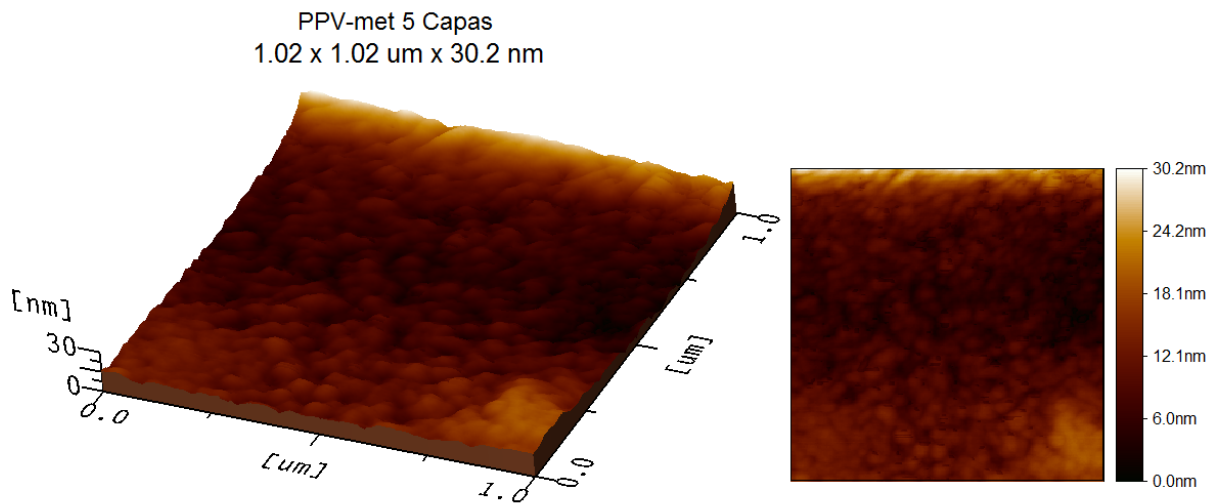 PPV-met 5 Capas
1.02 x 1.02 um x 30.2 nm
[nm]
30
0
0.0
[um]
1.0
0.0
[um]
1.0
30.2nm
24.2nm
18.1nm
12.1nm
6.0nm
0.0nm